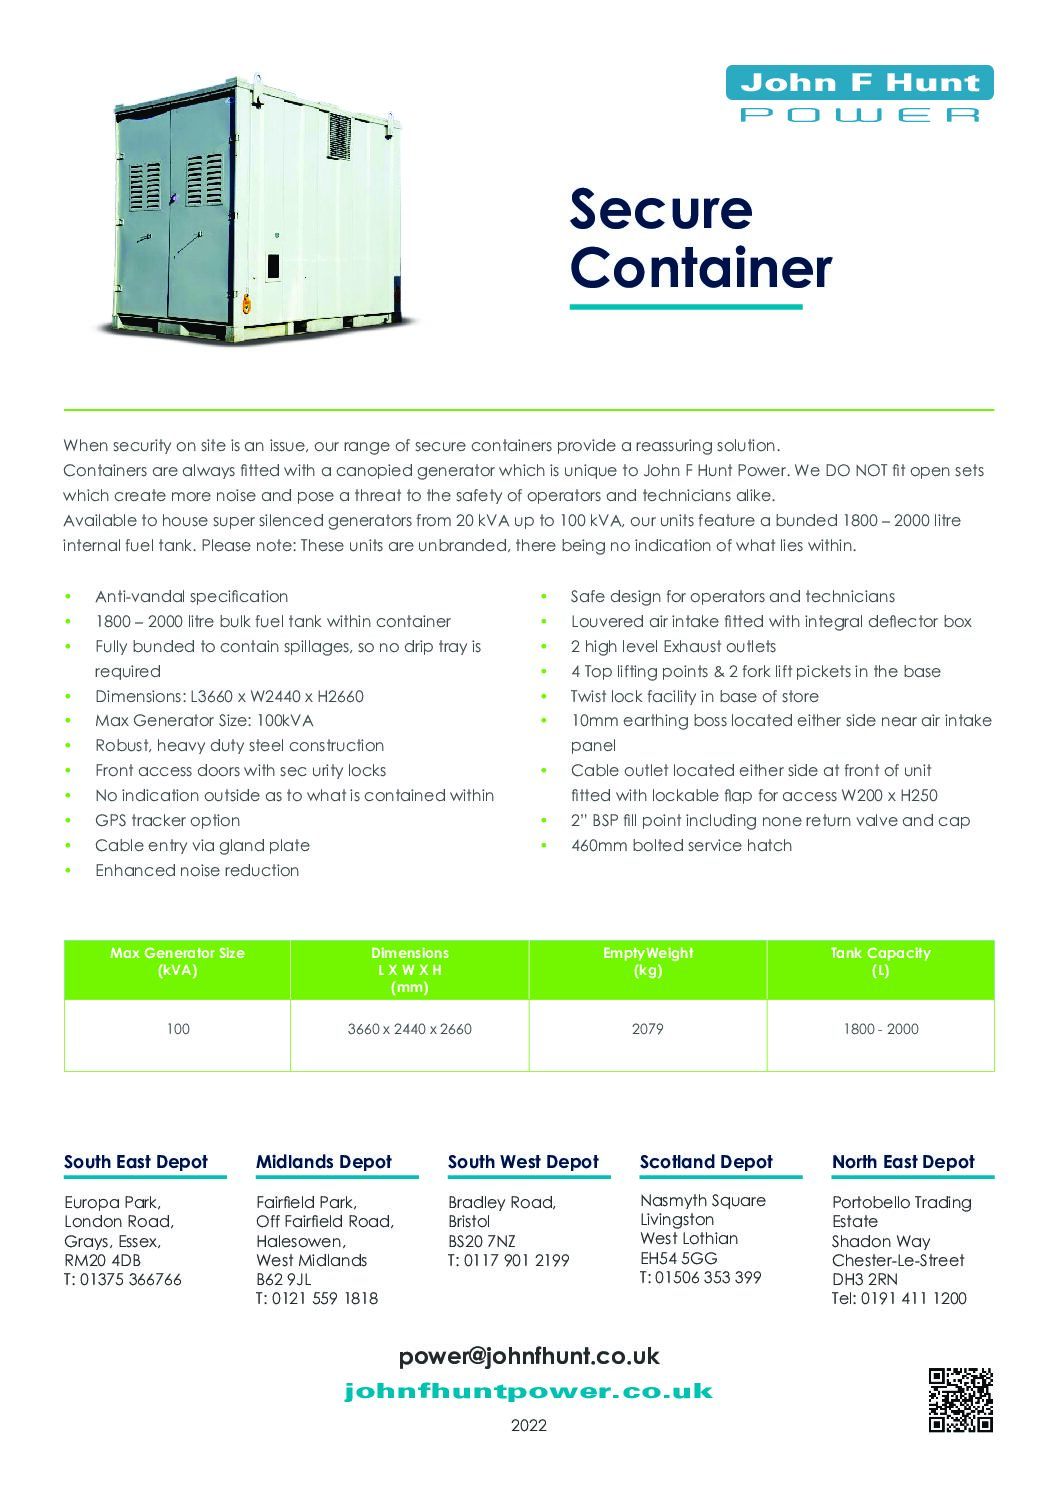 John F Hunt
POWER
Secure
Container
When security on site is an issue, our range of secure containers provide a reassuring solution.
Containers are always fitted with a canopied generator which is unique to John F Hunt Power. We DO NOT fit open sets
which create more noise and pose a threat to the safety of operators and technicians alike.
Available to house super silenced generators from 20 kVA up to 100 kVA, our units feature a bunded 1800 – 2000 litre
internal fuel tank. Please note: These units are unbranded, there being no indication of what lies within.
• Anti-vandal specification
• 1800 – 2000 litre bulk fuel tank within container
• Fully bunded to contain spillages, so no drip tray is
required
• Dimensions: L3660 x W2440 x H2660
• Max Generator Size: 100kVA
• Robust, heavy duty steel construction
• Front access doors with sec urity locks
• No indication outside as to what is contained within
• GPS tracker option
• Cable entry via gland plate
• Enhanced noise reduction
• Safe design for operators and technicians
• Louvered air intake fitted with integral deflector box
• 2 high level Exhaust outlets
• 4 Top lifting points & 2 fork lift pickets in the base
• Twist lock facility in base of store
• 10mm earthing boss located either side near air intake
panel
• Cable outlet located either side at front of unit
fitted with lockable flap for access W200 x H250
• 2” BSP fill point including none return valve and cap
• 460mm bolted service hatch
Max Generator Size
(kVA)
Dimensions
L X W X H
(mm)
EmptyWeight
(kg)
Tank Capacity
(L)
100
3660 x 2440 x 2660
2079
1800 - 2000
South East Depot
Europa Park,
London Road,
Grays, Essex,
RM20 4DB
T: 01375 366766
Midlands Depot
Fairfield Park,
Off Fairfield Road,
Halesowen,
West Midlands
B62 9JL
T: 0121 559 1818
South West Depot
Bradley Road,
Bristol
BS20 7NZ
T: 0117 901 2199
Scotland Depot
Nasmyth Square
Livingston
West Lothian
EH54 5GG
T: 01506 353 399
North East Depot
Portobello Trading
Estate
Shadon Way
Chester-Le-Street
DH3 2RN
Tel: 0191 411 1200
power@johnfhunt.co.uk
johnfhuntpower.co.uk
2022